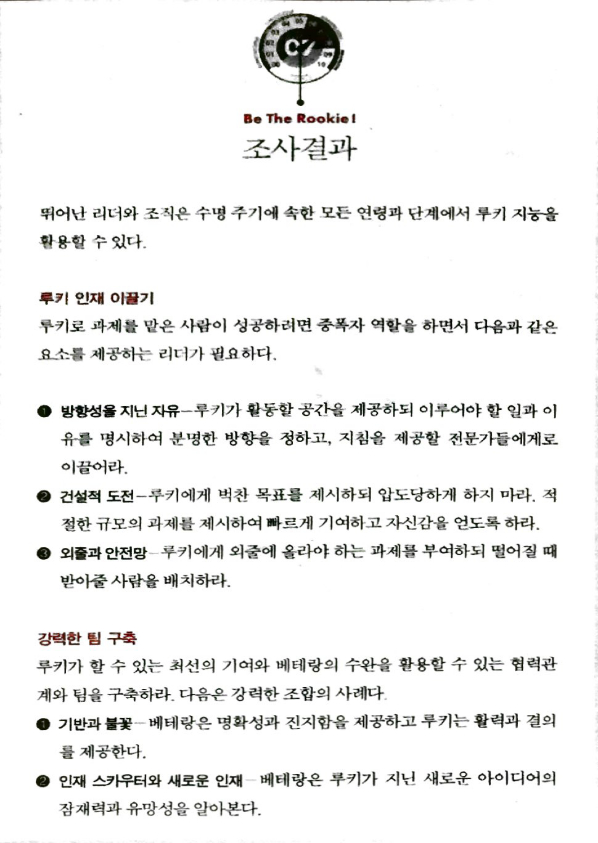 07
Be The Rookie!
조사결과
뛰어난 리더와 조직은 수명 주기에 속한 모든 연령과 단계에서 루키 지능을
활용할 수 있다.
루키 인재 이끌기
루키로 과제를 맡은 사람이 성공하려면 증폭자 역할을 하면서 다음과 같은
요소를 제공하는 리더가 필요하다.
❶ 방향성을 지닌 자유–루키가 활동할 공간을 제공하되 이루어야 할 일과 이
유를 명시하여 분명한 방향을 정하고, 지침을 제공할 전문가들에게로
이끌어라.
❷ 건설적 도전–루키에게 벅찬 목표를 제시하되 압도당하게 하지 마라. 적
절한 규모의 과제를 제시하여 빠르게 기여하고 자신감을 얻도록 하라.
❸ 외줄과 안전망–루키에게 외줄에 올라야 하는 과제를 부여하되 떨어질 때
받아줄 사람을 배치하라.
강력한 팀 구축
루키가 할 수 있는 최선의 기여와 베테랑의 수완을 활용할 수 있는 협력관
계와 팀을 구축하라. 다음은 강력한 조합의 사례다.
❶ 기반과 불꽃–베테랑은 명확성과 진지함을 제공하고 루키는 활력과 결의
를 제공한다.
❷ 인재 스카우터와 새로운 인재–베테랑은 루키가 지닌 새로운 아이디어의
잠재력과 유망성을 알아본다.